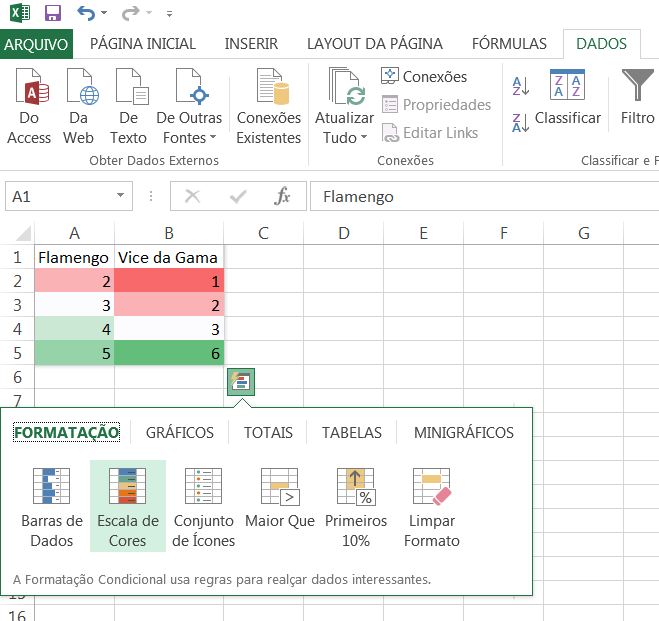 ARQUIVO PÁGINA INICIAL INSERIR LAYOUT DA PÁGINA FÓRMULAS DADOS
Do Access
Da Web
De Texto
De Outras Fontes
Obter Dados Externos
Conexões Existentes
Atualizar Tudo
Conexões
Propriedades
Editar Links
Conexões
Classificar
Filtro
Classificar e F
A1 fx Flamengo
A B C D E F G
1 Flamengo Vice da Gama
2 2 1
3 3 2
4 4 3
5 5 6
6
7
FORMATAÇÃO GRÁFICOS TOTAIS TABELAS MINIGRÁFICOS
Barras de Dados
Escala de Cores
Conjunto de Ícones
Maior Que
Primeiros 10%
Limpar Formato
A Formatação Condicional usa regras para realçar dados interessantes.
15
16